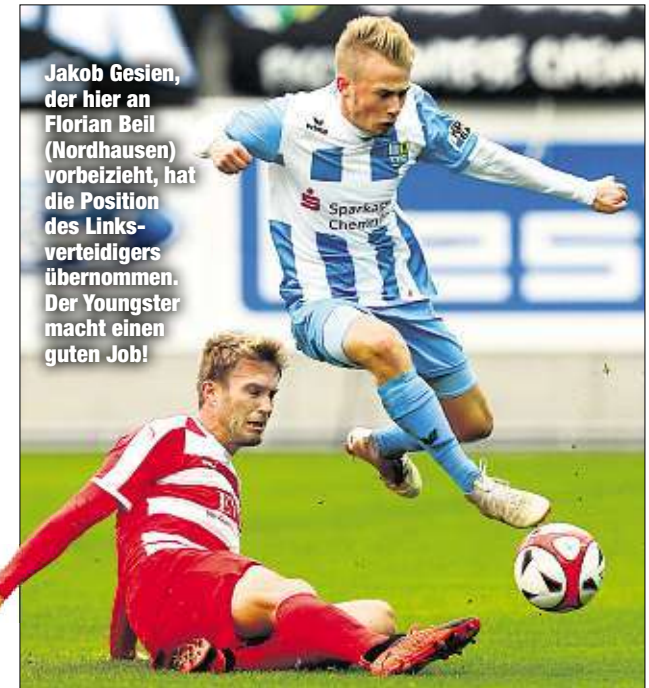 Jakob Gesien,
der hier an
Florian Beil
(Nordhausen)
vorbeizieht, hat
die Position
des Links-
verteidigers
übernommen.
Der Youngster
macht einen
guten Job!
erima
Sparkasse
Chemnitz